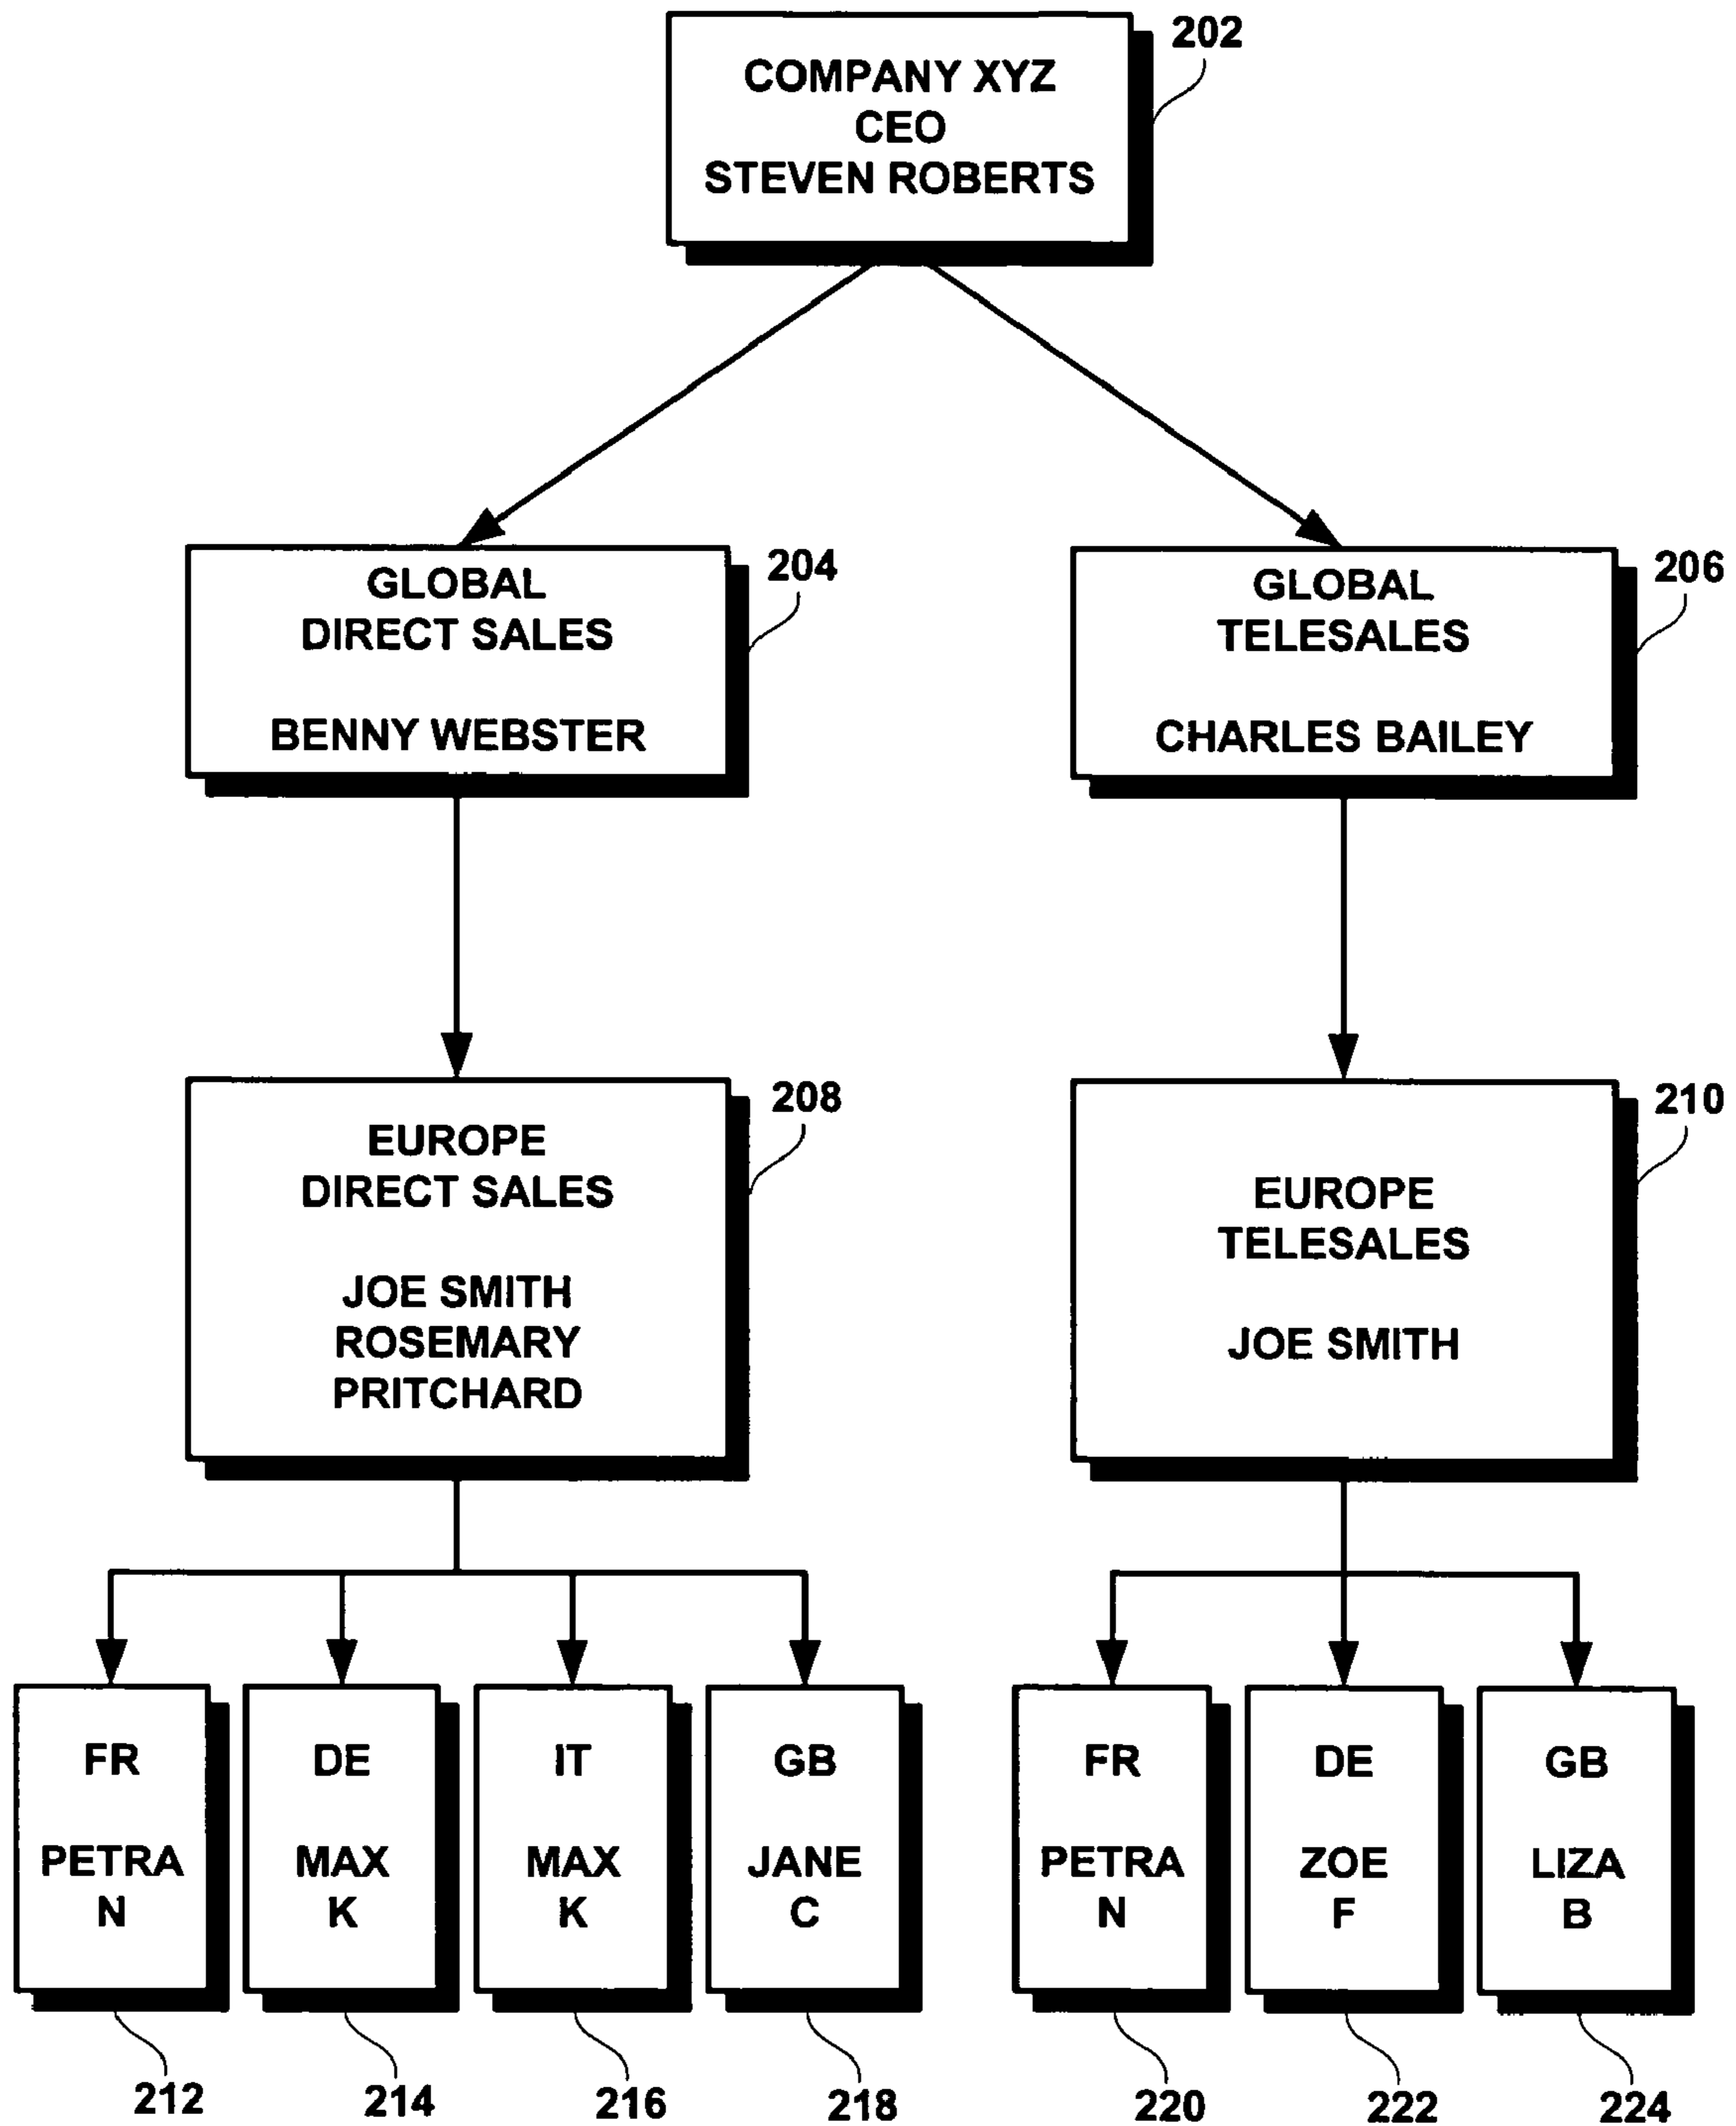 202
COMPANY XYZ
CEO
STEVEN ROBERTS
204
GLOBAL
DIRECT SALES
BENNY WEBSTER
206
GLOBAL
TELESALES
CHARLES BAILEY
208
EUROPE
DIRECT SALES
JOE SMITH
ROSEMARY
PRITCHARD
210
EUROPE
TELESALES
JOE SMITH
FR
PETRA
N
DE
MAX
K
IT
MAX
K
GB
JANE
C
FR
PETRA
N
DE
ZOE
F
GB
LIZA
B
212
214
216
218
220
222
224